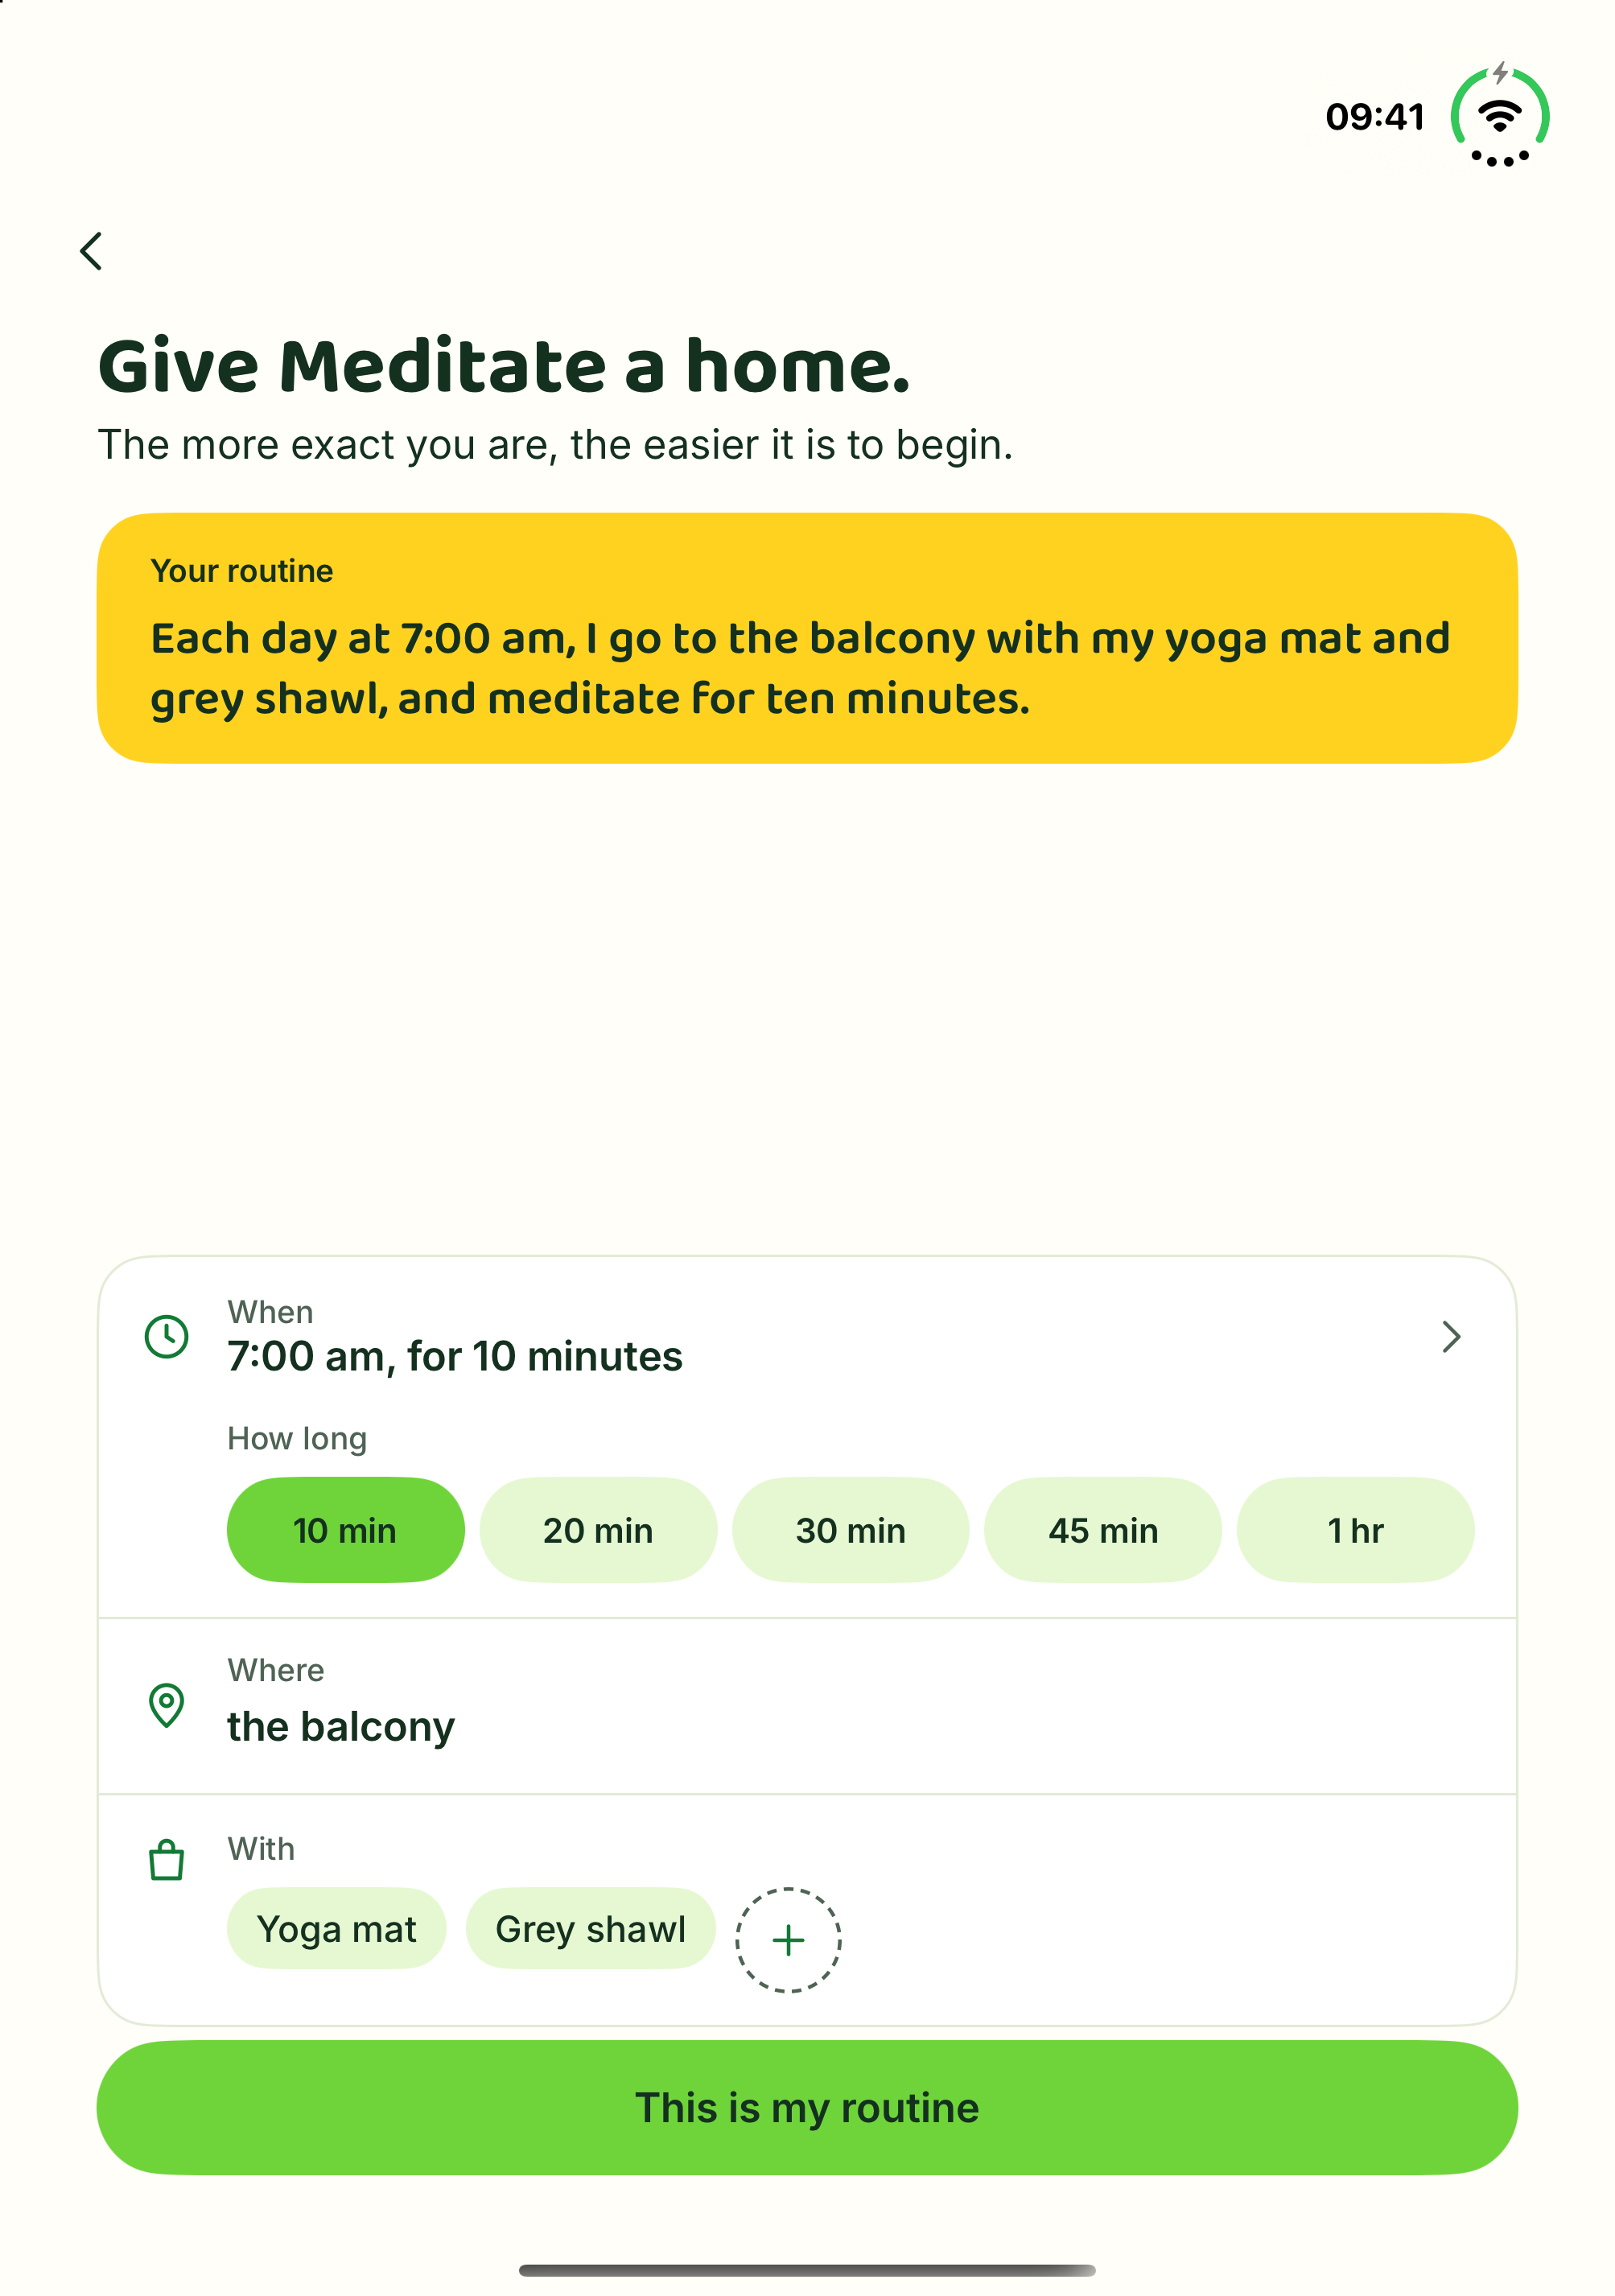 09:41
Give Meditate a home.
The more exact you are, the easier it is to begin.
Your routine
Each day at 7:00 am, I go to the balcony with my yoga mat and
grey shawl, and meditate for ten minutes.
When
7:00 am, for 10 minutes
How long
10 min
20 min
30 min
45 min
1 hr
Where
the balcony
With
Yoga mat
Grey shawl
This is my routine